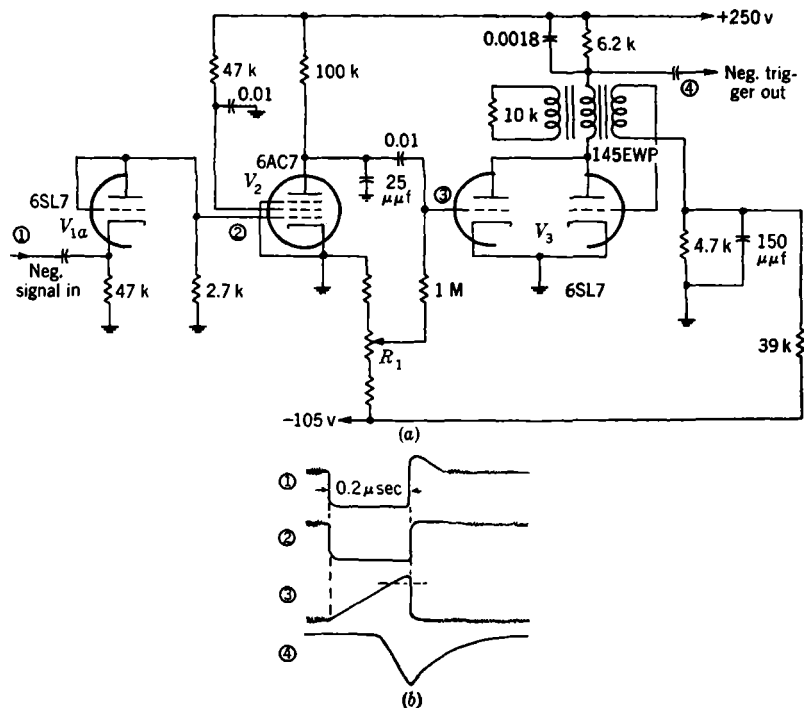 +250 v
0.0018
6.2 k
47 k
100 k
0.01
④
Neg. trig-
ger out
10 k
6AC7
0.01
145EWP
6SL7
V₂
25
μμf
③
①
V₁ₐ
②
V₃
4.7 k
150
μμf
Neg.
signal in
47 k
2.7 k
1 M
6SL7
R₁
39 k
−105 v
(a)
①
0.2 μsec
②
③
④
(b)